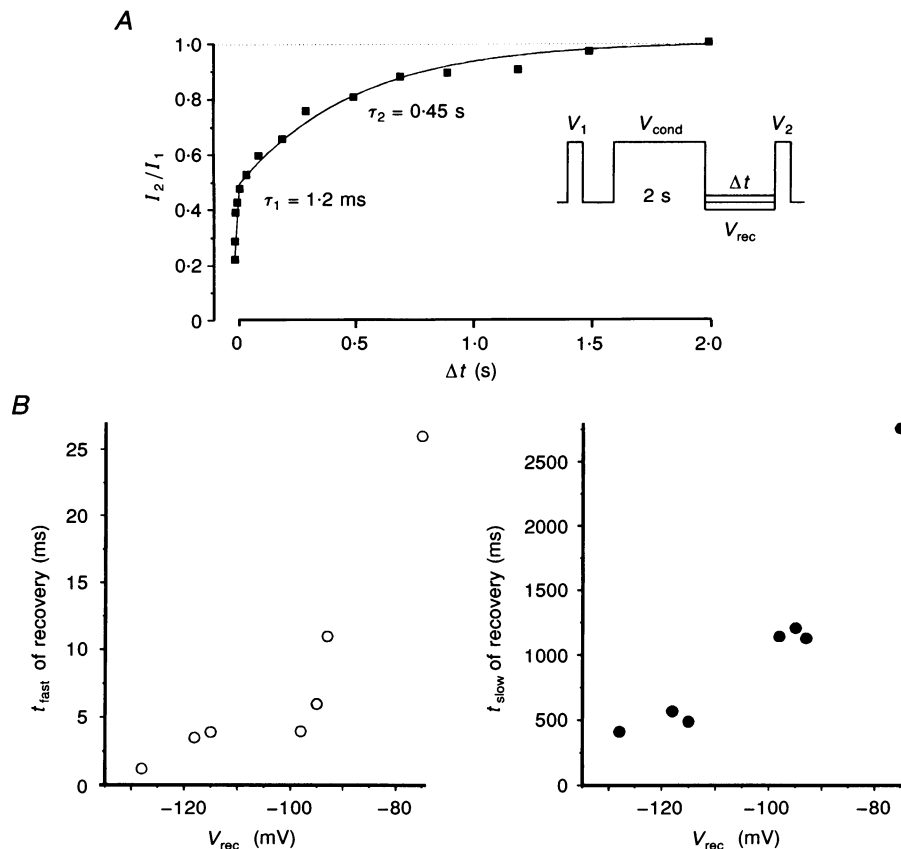 A
1·0
0·8
0·6
0·4
0·2
0
I2/I1
τ2 = 0·45 s
τ1 = 1·2 ms
V1
Vcond
V2
2 s
Δt
Vrec
0
0·5
1·0
1·5
2·0
Δt (s)
B
25
20
15
10
5
0
tfast of recovery (ms)
−120
−100
−80
Vrec (mV)
2500
2000
1500
1000
500
0
tslow of recovery (ms)
−120
−100
−80
Vrec (mV)